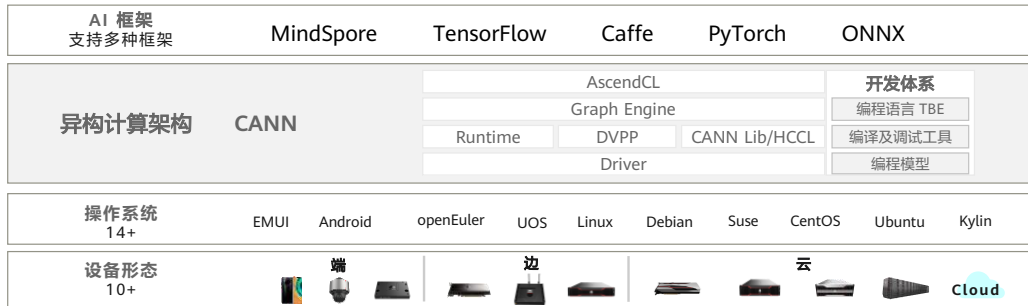 AI 框架
支持多种框架
MindSpore TensorFlow Caffe PyTorch ONNX
异构计算架构 CANN
AscendCL
Graph Engine
Runtime DVPP CANN Lib/HCCL
Driver
开发体系
编程语言 TBE
编译及调试工具
编程模型
操作系统
14+
EMUI Android openEuler UOS Linux Debian Suse CentOS Ubuntu Kylin
设备形态
10+
端 边 云
Cloud